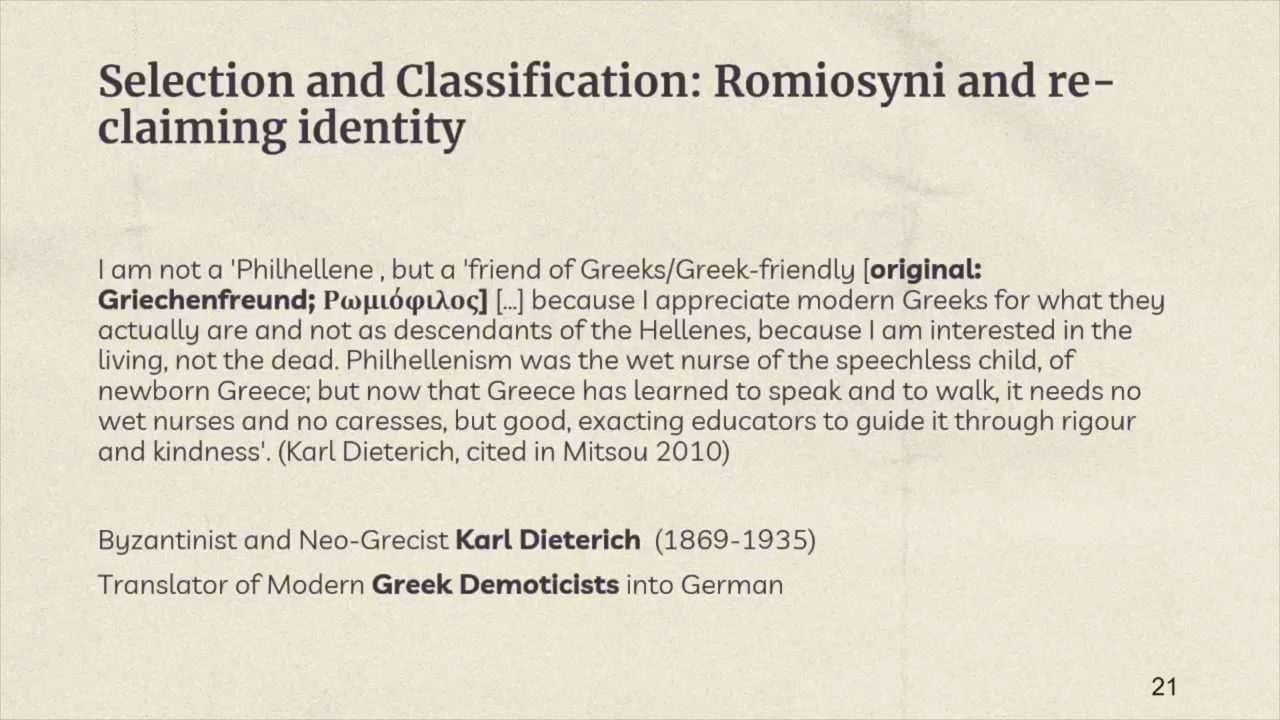 Selection and Classification: Romiosyni and re-
claiming identity
I am not a 'Philhellene , but a 'friend of Greeks/Greek-friendly [original:
Griechenfreund; Ρωμιόφιλος] [...] because I appreciate modern Greeks for what they
actually are and not as descendants of the Hellenes, because I am interested in the
living, not the dead. Philhellenism was the wet nurse of the speechless child, of
newborn Greece; but now that Greece has learned to speak and to walk, it needs no
wet nurses and no caresses, but good, exacting educators to guide it through rigour
and kindness'. (Karl Dieterich, cited in Mitsou 2010)
Byzantinist and Neo-Grecist Karl Dieterich (1869-1935)
Translator of Modern Greek Demoticists into German
21